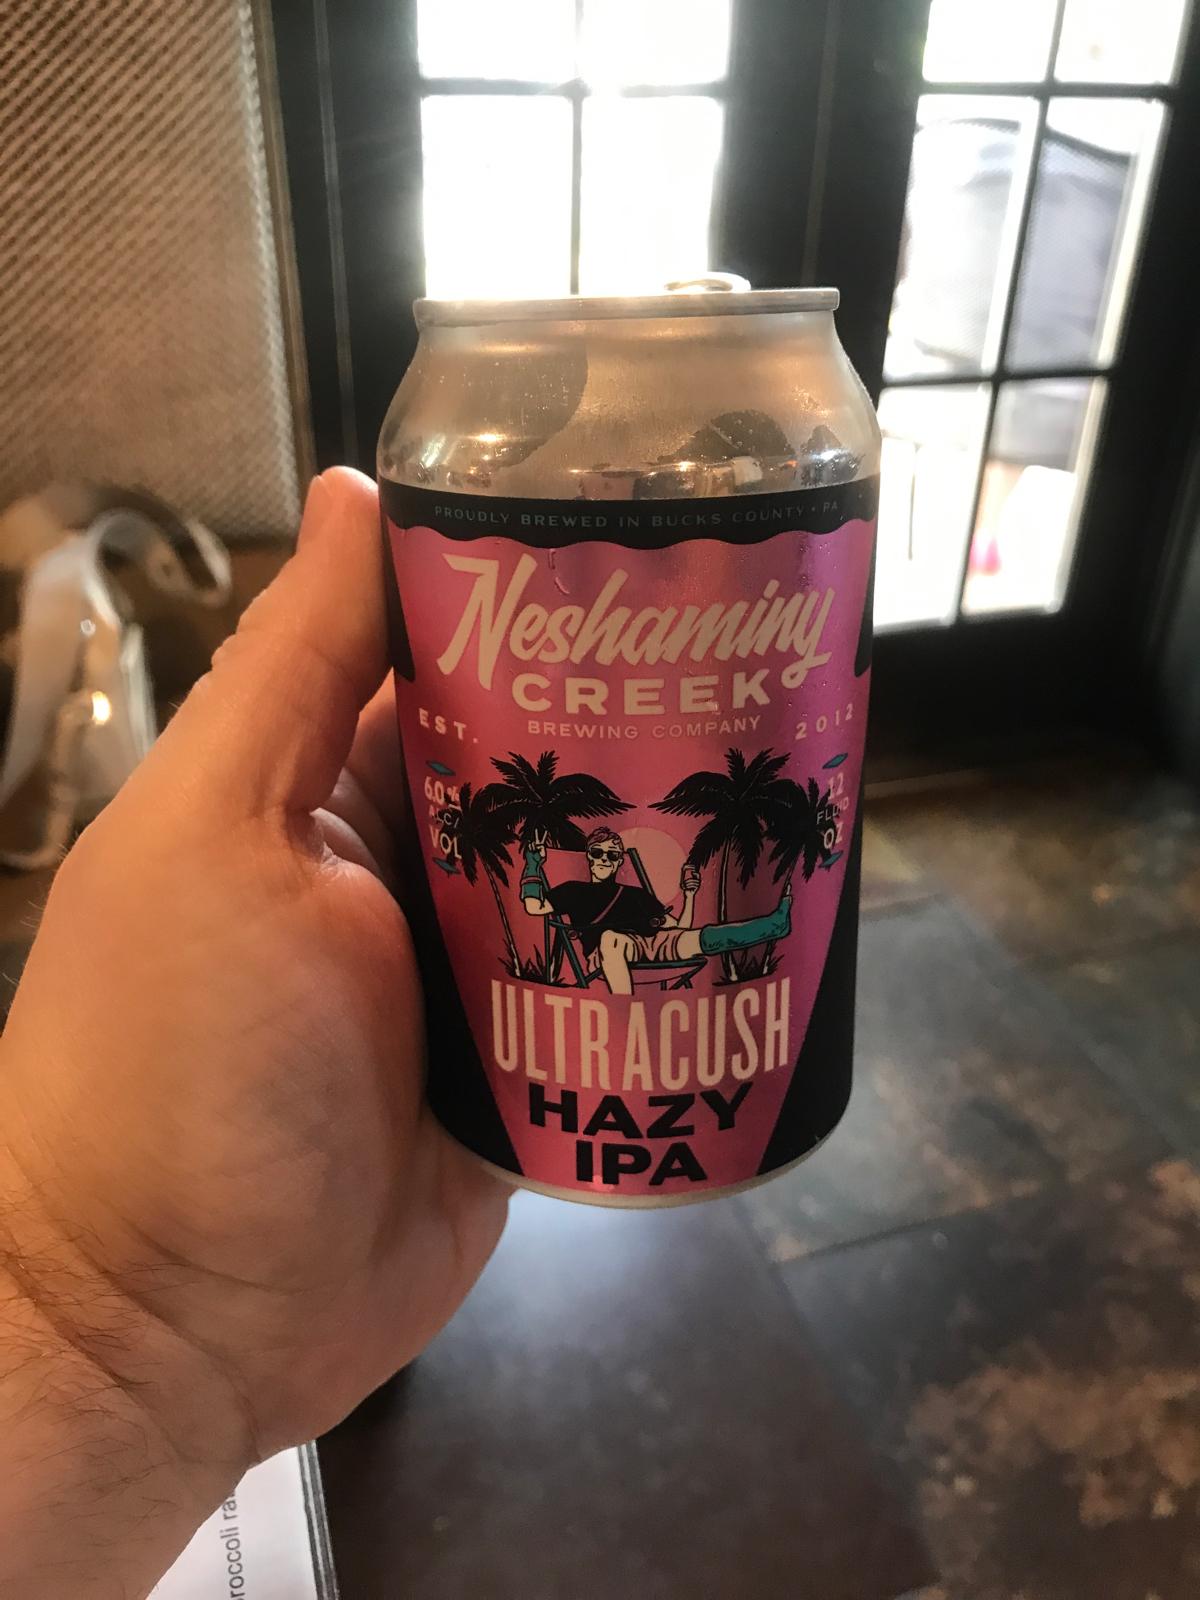 PROUDLY BREWED IN BUCKS COUNTY • PA
Neshaminy
CREEK
BREWING COMPANY
EST.
2012
6.0%
ALC/
VOL
12
FLUID
OZ
ULTRACUSH
HAZY
IPA
roccoli ra